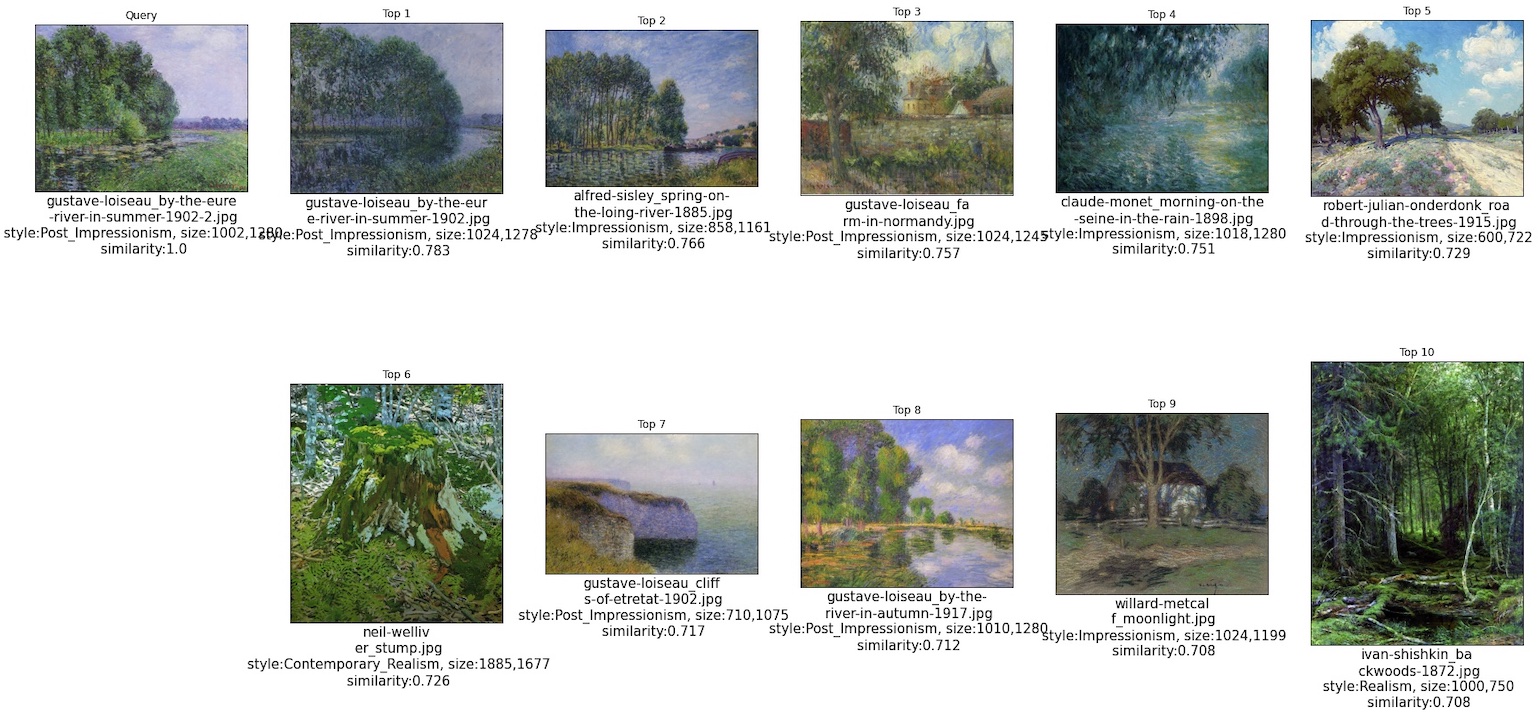 Query
gustave-loiseau_by-the-eure
-river-in-summer-1902-2.jpg
style:Post_Impressionism, size:1002,1280
similarity:1.0
Top 1
gustave-loiseau_by-the-eur
e-river-in-summer-1902.jpg
style:Post_Impressionism, size:1024,1278
similarity:0.783
Top 2
alfred-sisley_spring-on-
the-loing-river-1885.jpg
style:Impressionism, size:858,1161
similarity:0.766
Top 3
gustave-loiseau_fa
rm-in-normandy.jpg
style:Post_Impressionism, size:1024,1245
similarity:0.757
Top 4
claude-monet_morning-on-the
-seine-in-the-rain-1898.jpg
style:Impressionism, size:1018,1280
similarity:0.751
Top 5
robert-julian-onderdonk_roa
d-through-the-trees-1915.jpg
style:Impressionism, size:600,722
similarity:0.729
Top 6
neil-welliv
er_stump.jpg
style:Contemporary_Realism, size:1885,1677
similarity:0.726
Top 7
gustave-loiseau_cliff
s-of-etretat-1902.jpg
style:Post_Impressionism, size:710,1075
similarity:0.717
Top 8
gustave-loiseau_by-the-
river-in-autumn-1917.jpg
style:Post_Impressionism, size:1010,1280
similarity:0.712
Top 9
willard-metcal
f_moonlight.jpg
style:Impressionism, size:1024,1199
similarity:0.708
Top 10
ivan-shishkin_ba
ckwoods-1872.jpg
style:Realism, size:1000,750
similarity:0.708